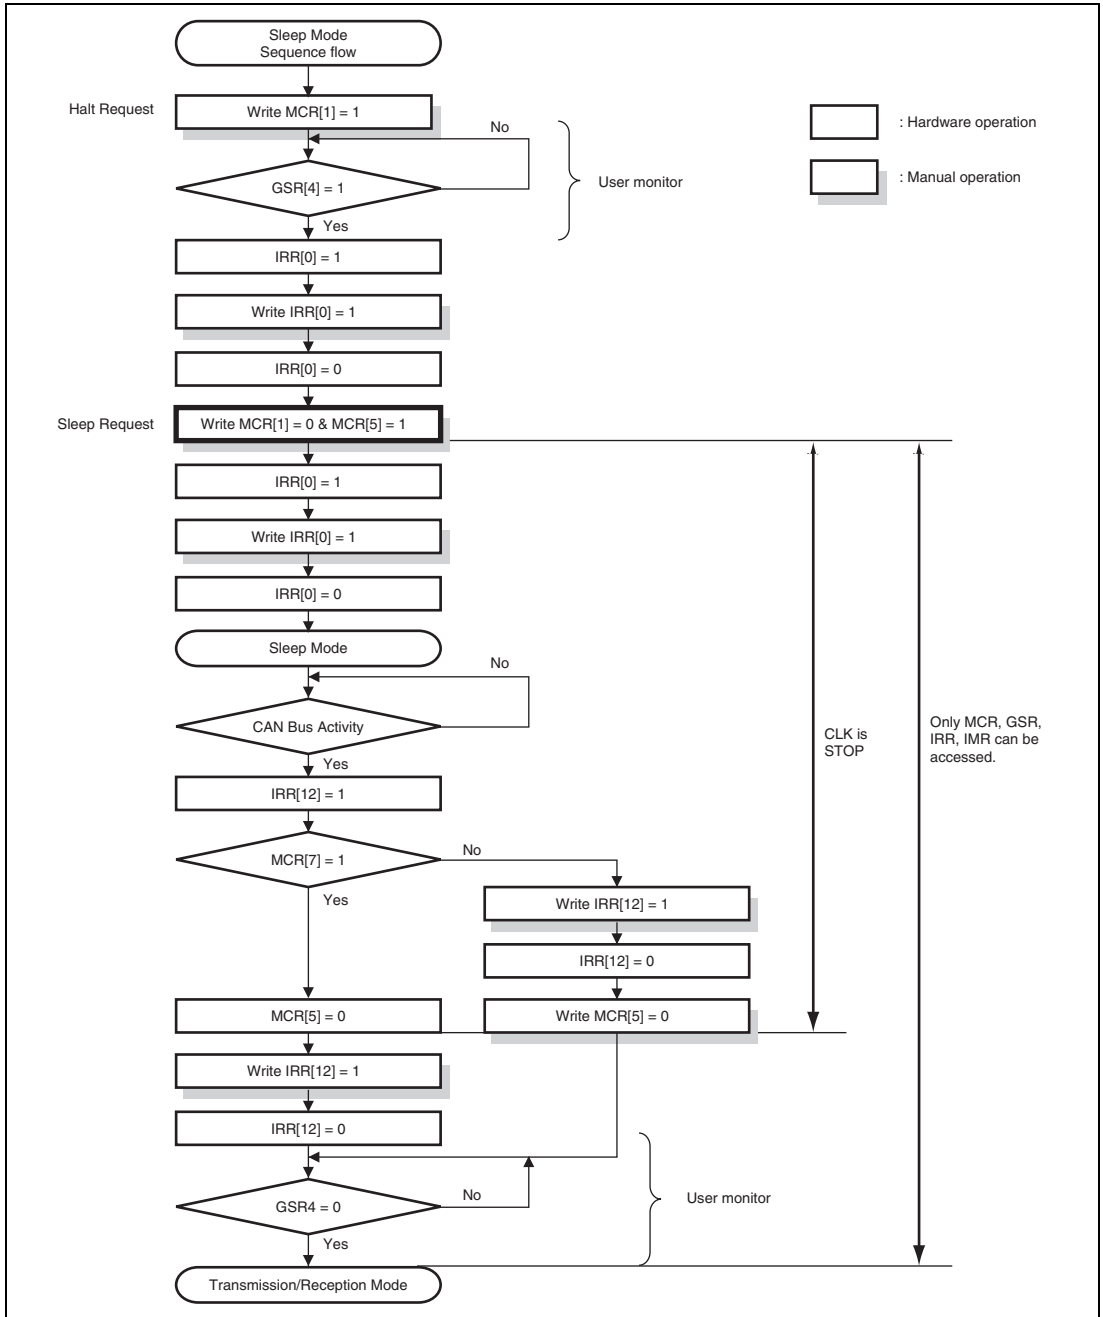 Sleep Mode
Sequence flow
Halt Request
Write MCR[1] = 1
: Hardware operation
No
GSR[4] = 1
User monitor
: Manual operation
Yes
IRR[0] = 1
Write IRR[0] = 1
IRR[0] = 0
Sleep Request
Write MCR[1] = 0 & MCR[5] = 1
IRR[0] = 1
Write IRR[0] = 1
IRR[0] = 0
Sleep Mode
No
CAN Bus Activity
CLK is
STOP
Only MCR, GSR,
IRR, IMR can be
accessed.
Yes
IRR[12] = 1
MCR[7] = 1
No
Yes
Write IRR[12] = 1
IRR[12] = 0
MCR[5] = 0
Write MCR[5] = 0
Write IRR[12] = 1
IRR[12] = 0
GSR4 = 0
No
User monitor
Yes
Transmission/Reception Mode